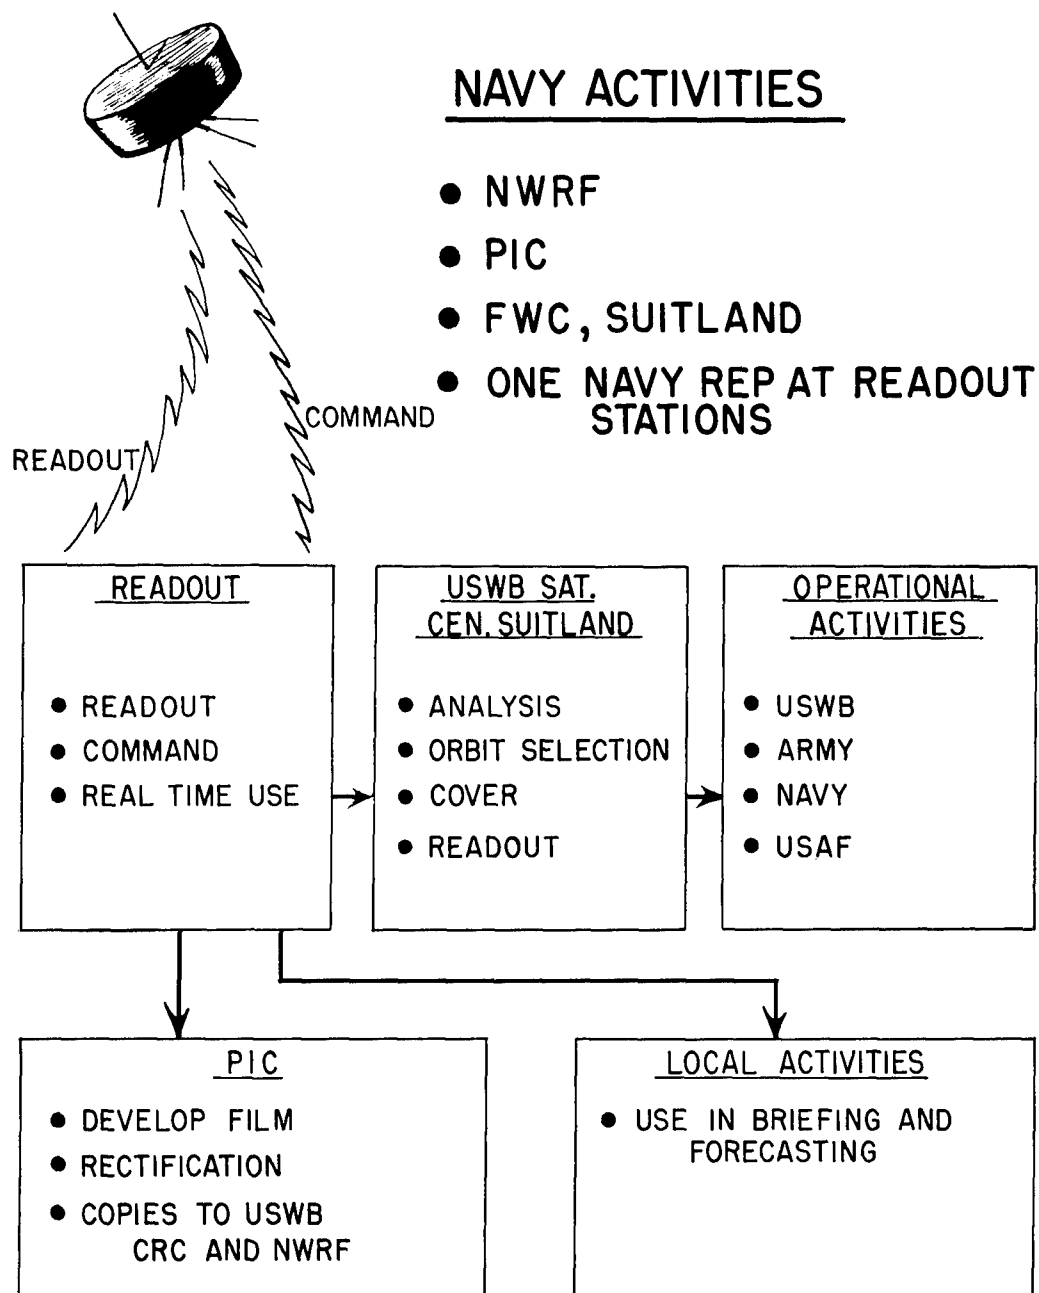 NAVY ACTIVITIES
● NWRF
● PIC
● FWC, SUITLAND
● ONE NAVY REP AT READOUT
STATIONS
COMMAND
READOUT
READOUT
● READOUT
● COMMAND
● REAL TIME USE
USWB SAT.
CEN. SUITLAND
● ANALYSIS
● ORBIT SELECTION
● COVER
● READOUT
OPERATIONAL
ACTIVITIES
● USWB
● ARMY
● NAVY
● USAF
PIC
● DEVELOP FILM
● RECTIFICATION
● COPIES TO USWB
CRC AND NWRF
LOCAL ACTIVITIES
● USE IN BRIEFING AND
FORECASTING